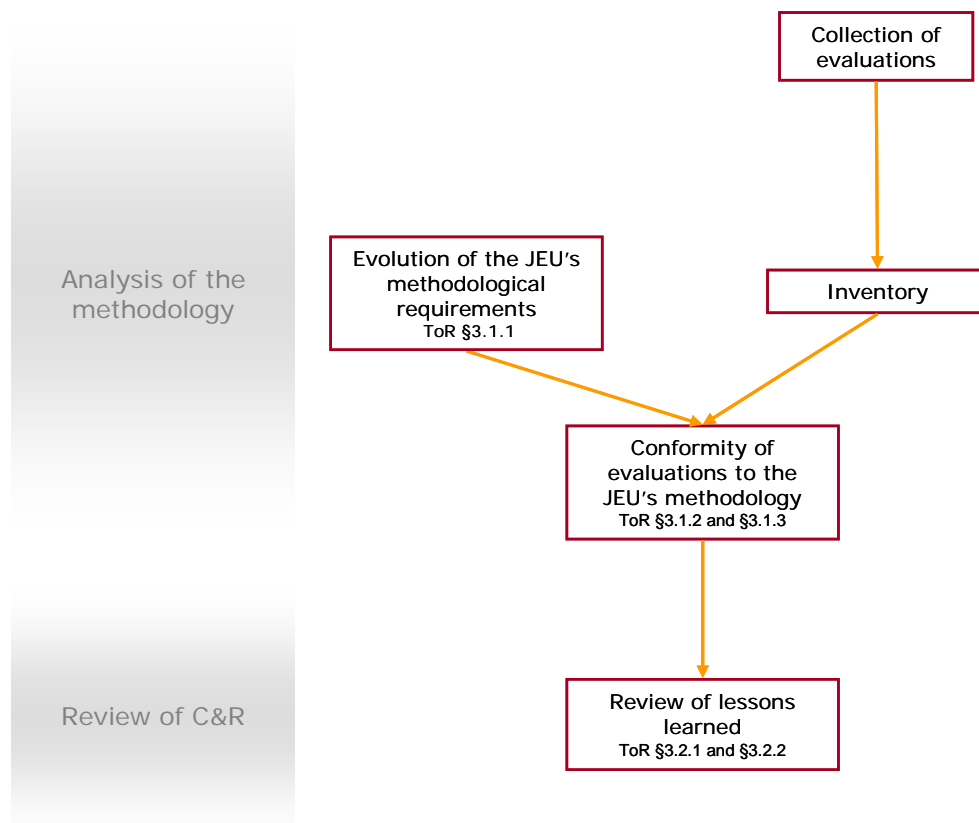 Collection of
evaluations
Analysis of the
methodology
Evolution of the JEU's
methodological
requirements
ToR §3.1.1
Inventory
Conformity of
evaluations to the
JEU's methodology
ToR §3.1.2 and §3.1.3
Review of C&R
Review of lessons
learned
ToR §3.2.1 and §3.2.2